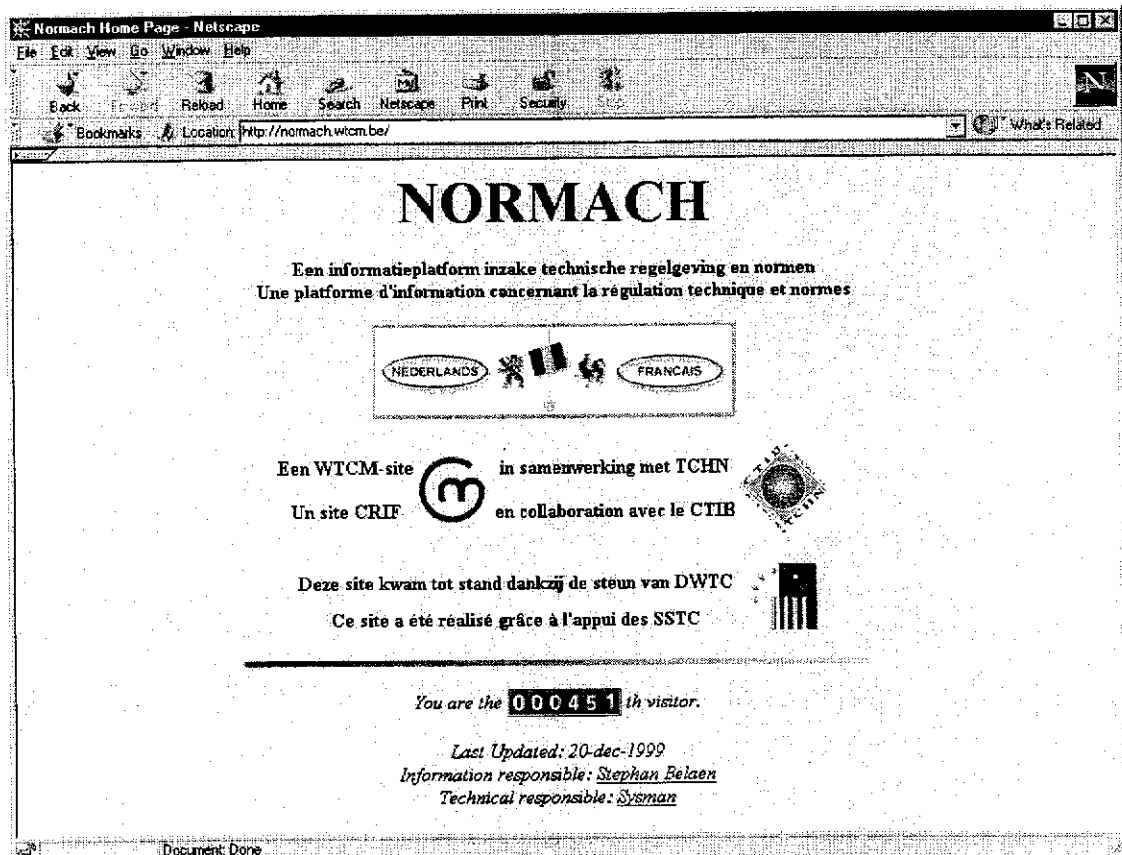 Normach Home Page - Netscape
File Edit View Go Window Help
Back Forward Reload Home Search Netscape Print Security Stop
Bookmarks Location: http://normach.wtcm.be/ What's Related
NORMACH
Een informatieplatform inzake technische regelgeving en normen
Une platforme d'information concernant la régulation technique et normes
NEDERLANDS FRANCAIS
Een WTCM-site in samenwerking met TCHN
Un site CRIF en collaboration avec le CTIB
CTIB TCHN
Deze site kwam tot stand dankzij de steun van DWTC
Ce site a été réalisé grâce à l'appui des SSTC
You are the 000451 th visitor.
Last Updated: 20-dec-1999
Information responsible: Stephan Belaen
Technical responsible: Sysman
Document: Done